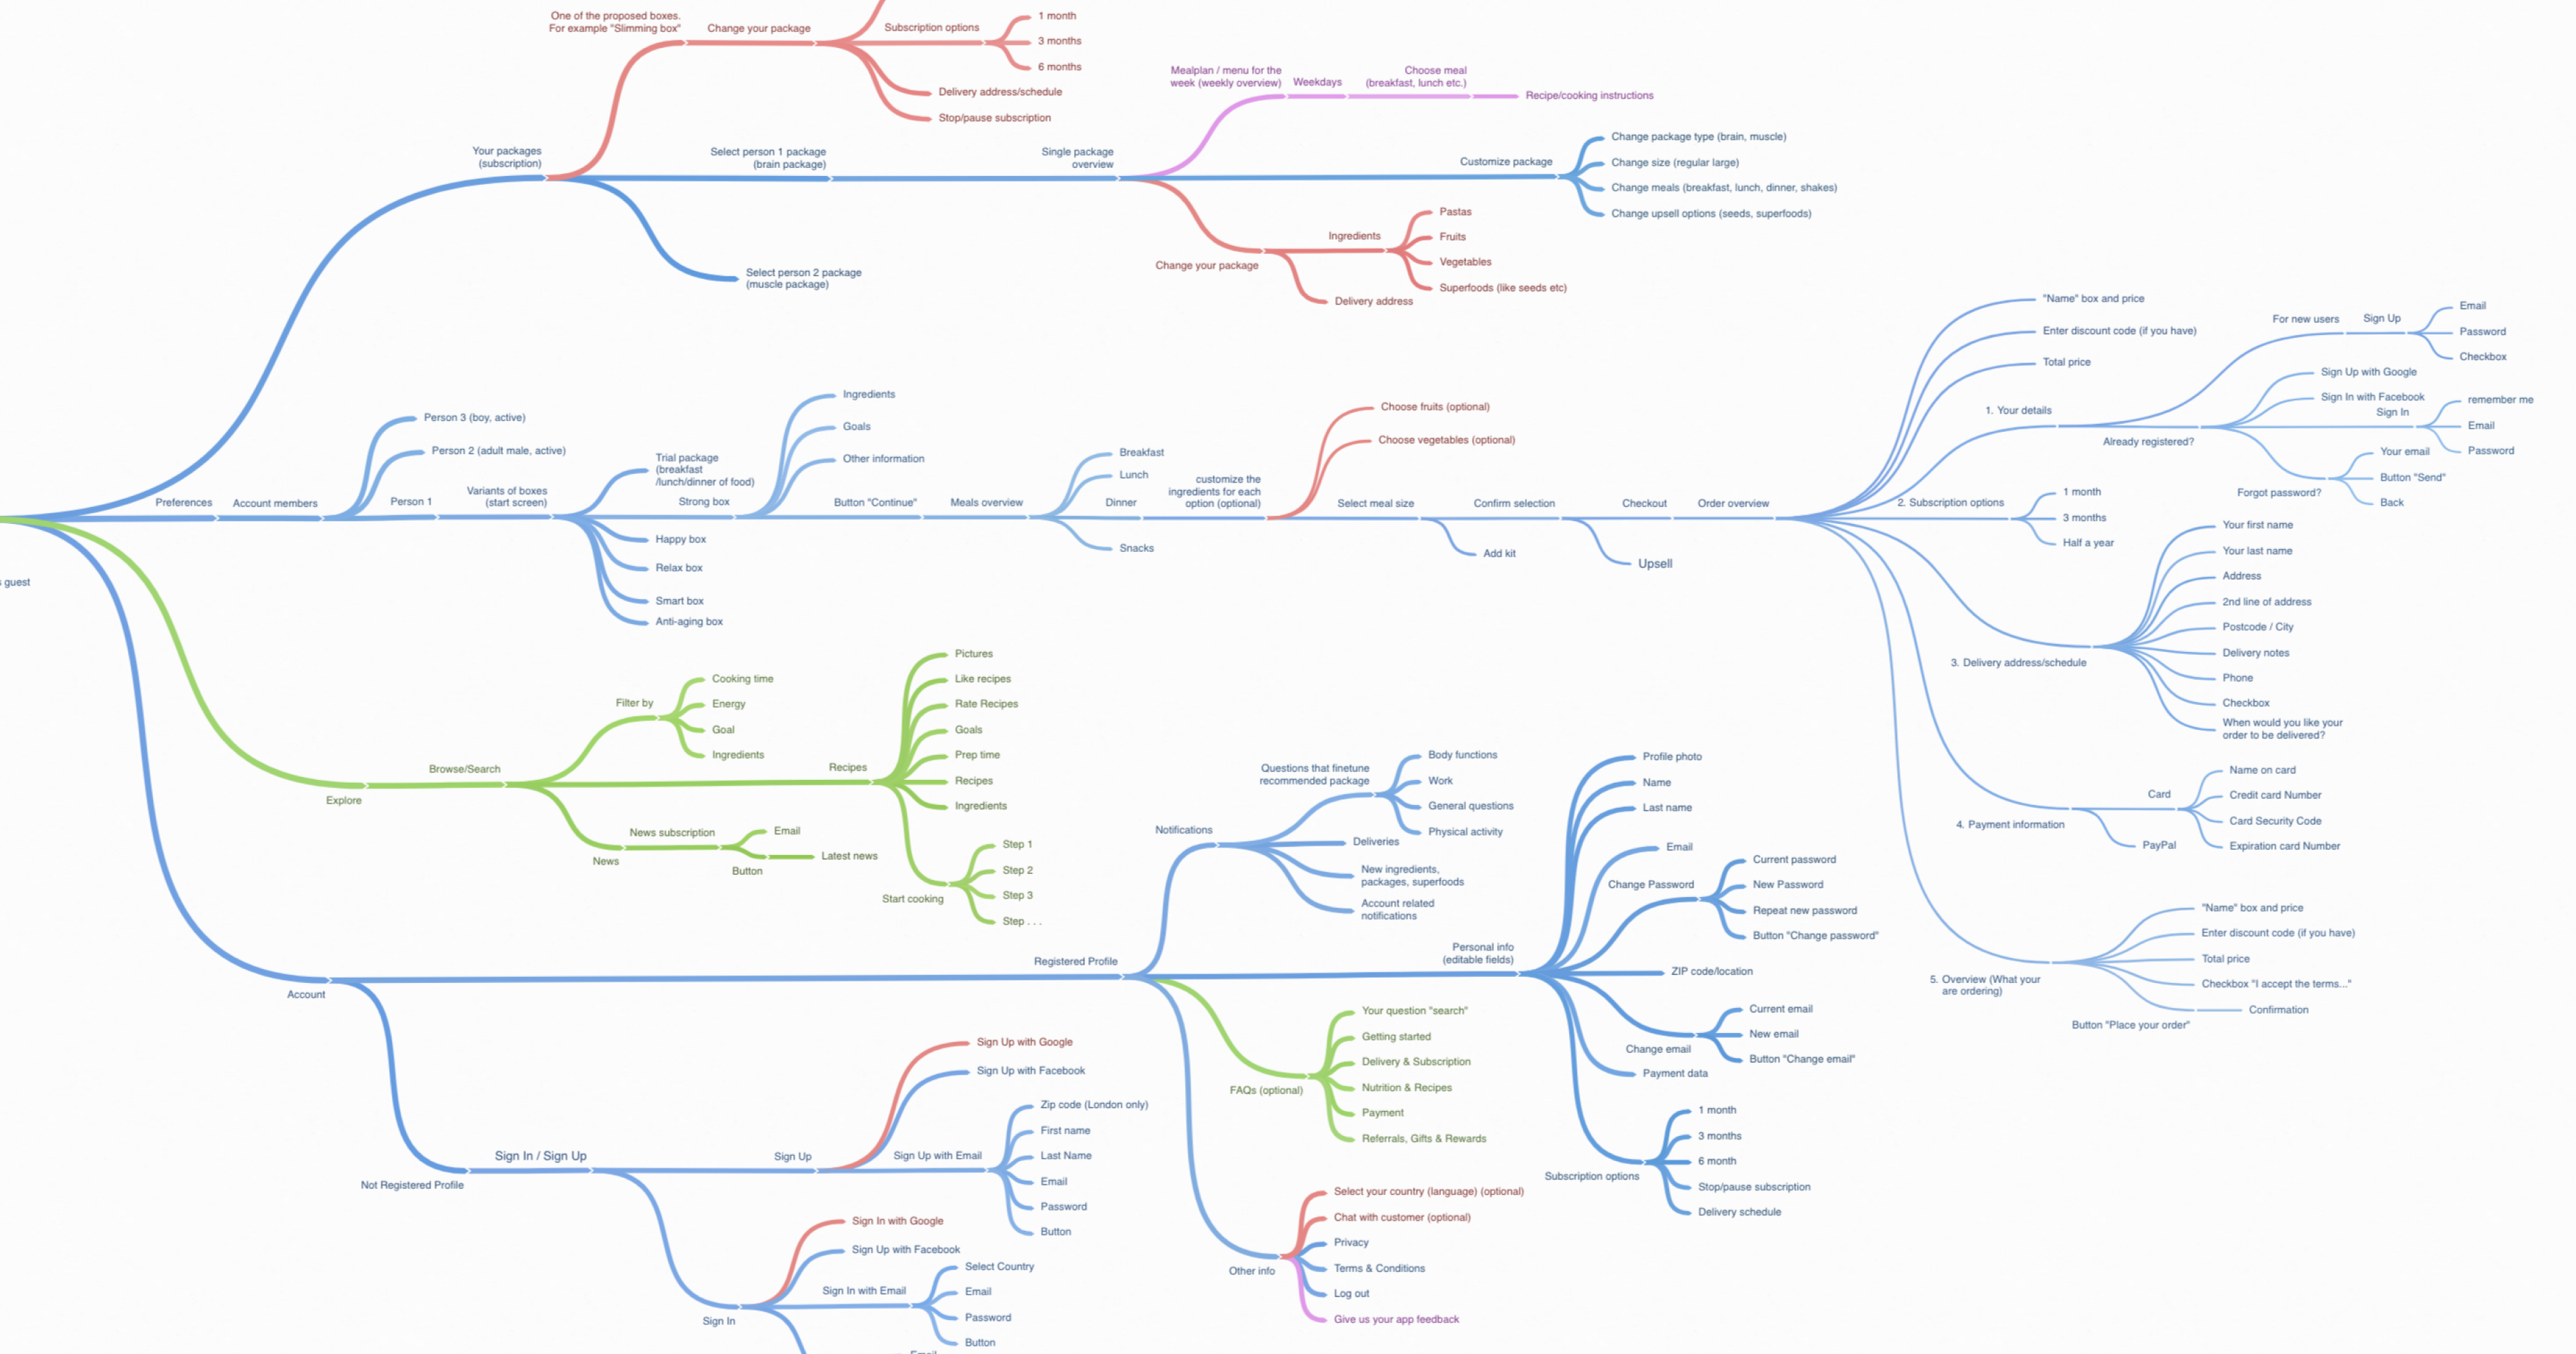 One of the proposed boxes.
For example "Slimming box"
Change your package
Subscription options
1 month
3 months
6 months
Delivery address/schedule
Stop/pause subscription
Your packages
(subscription)
Select person 1 package
(brain package)
Single package
overview
Mealplan / menu for the
week (weekly overview)
Weekdays
Choose meal
(breakfast, lunch etc.)
Recipe/cooking instructions
Customize package
Change package type (brain, muscle)
Change size (regular large)
Change meals (breakfast, lunch, dinner, shakes)
Change upsell options (seeds, superfoods)
Change your package
Ingredients
Pastas
Fruits
Vegetables
Superfoods (like seeds etc)
Delivery address
Select person 2 package
(muscle package)
s guest
Preferences
Account members
Person 3 (boy, active)
Person 2 (adult male, active)
Person 1
Variants of boxes
(start screen)
Trial package
(breakfast
/lunch/dinner of food)
Strong box
Happy box
Relax box
Smart box
Anti-aging box
Ingredients
Goals
Other information
Button "Continue"
Meals overview
Breakfast
Lunch
Dinner
Snacks
customize the
ingredients for each
option (optional)
Choose fruits (optional)
Choose vegetables (optional)
Select meal size
Add kit
Confirm selection
Upsell
Checkout
Order overview
"Name" box and price
Enter discount code (if you have)
Total price
1. Your details
For new users
Sign Up
Email
Password
Checkbox
Already registered?
Sign Up with Google
Sign In with Facebook
Sign In
remember me
Email
Password
Forgot password?
Your email
Button "Send"
Back
2. Subscription options
1 month
3 months
Half a year
3. Delivery address/schedule
Your first name
Your last name
Address
2nd line of address
Postcode / City
Delivery notes
Phone
Checkbox
When would you like your
order to be delivered?
4. Payment information
Card
Name on card
Credit card Number
Card Security Code
Expiration card Number
PayPal
5. Overview (What your
are ordering)
"Name" box and price
Enter discount code (if you have)
Total price
Checkbox "I accept the terms..."
Button "Place your order"
Confirmation
Explore
Browse/Search
Filter by
Cooking time
Energy
Goal
Ingredients
Recipes
Pictures
Like recipes
Rate Recipes
Goals
Prep time
Recipes
Ingredients
Start cooking
Step 1
Step 2
Step 3
Step . . .
News
News subscription
Email
Button
Latest news
Account
Registered Profile
Notifications
Questions that finetune
recommended package
Body functions
Work
General questions
Physical activity
Deliveries
New ingredients,
packages, superfoods
Account related
notifications
Personal info
(editable fields)
Profile photo
Name
Last name
Email
Change Password
Current password
New Password
Repeat new password
Button "Change password"
ZIP code/location
Change email
Current email
New email
Button "Change email"
Payment data
Subscription options
1 month
3 months
6 month
Stop/pause subscription
Delivery schedule
FAQs (optional)
Your question "search"
Getting started
Delivery & Subscription
Nutrition & Recipes
Payment
Referrals, Gifts & Rewards
Other info
Select your country (language) (optional)
Chat with customer (optional)
Privacy
Terms & Conditions
Log out
Give us your app feedback
Not Registered Profile
Sign In / Sign Up
Sign Up
Sign Up with Google
Sign Up with Facebook
Sign Up with Email
Zip code (London only)
First name
Last Name
Email
Password
Button
Sign In
Sign In with Google
Sign Up with Facebook
Sign In with Email
Select Country
Email
Password
Button
Email